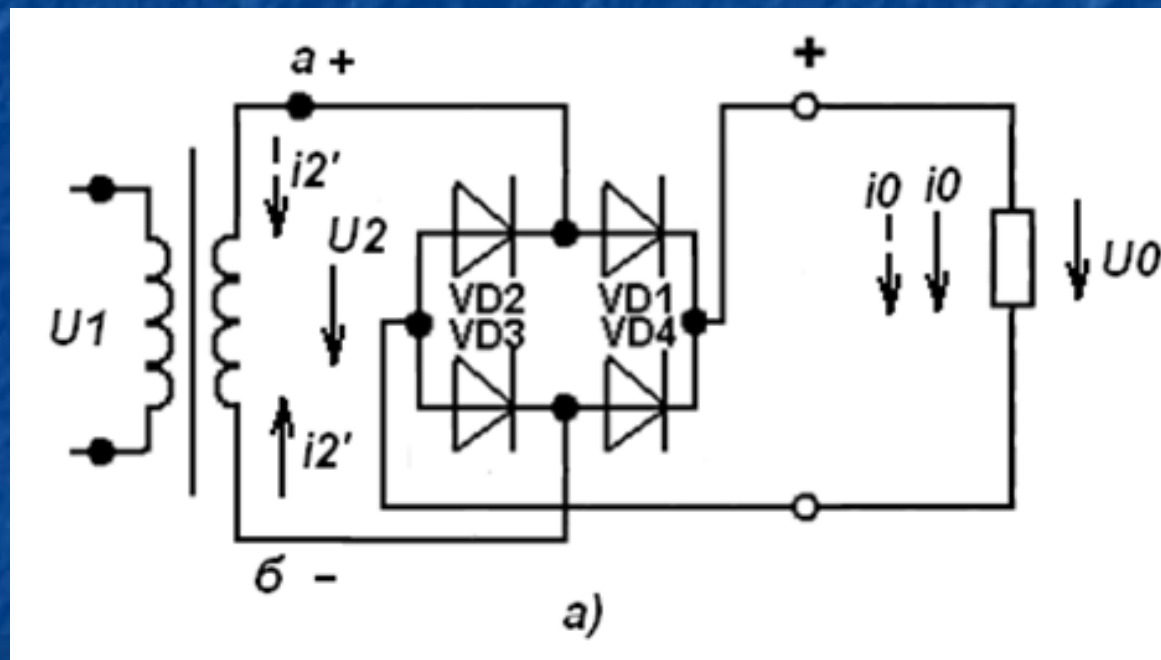 а +
+
i2'
U2
i0 i0
U0
VD2 VD1
VD3 VD4
U1
i2'
б -
а)